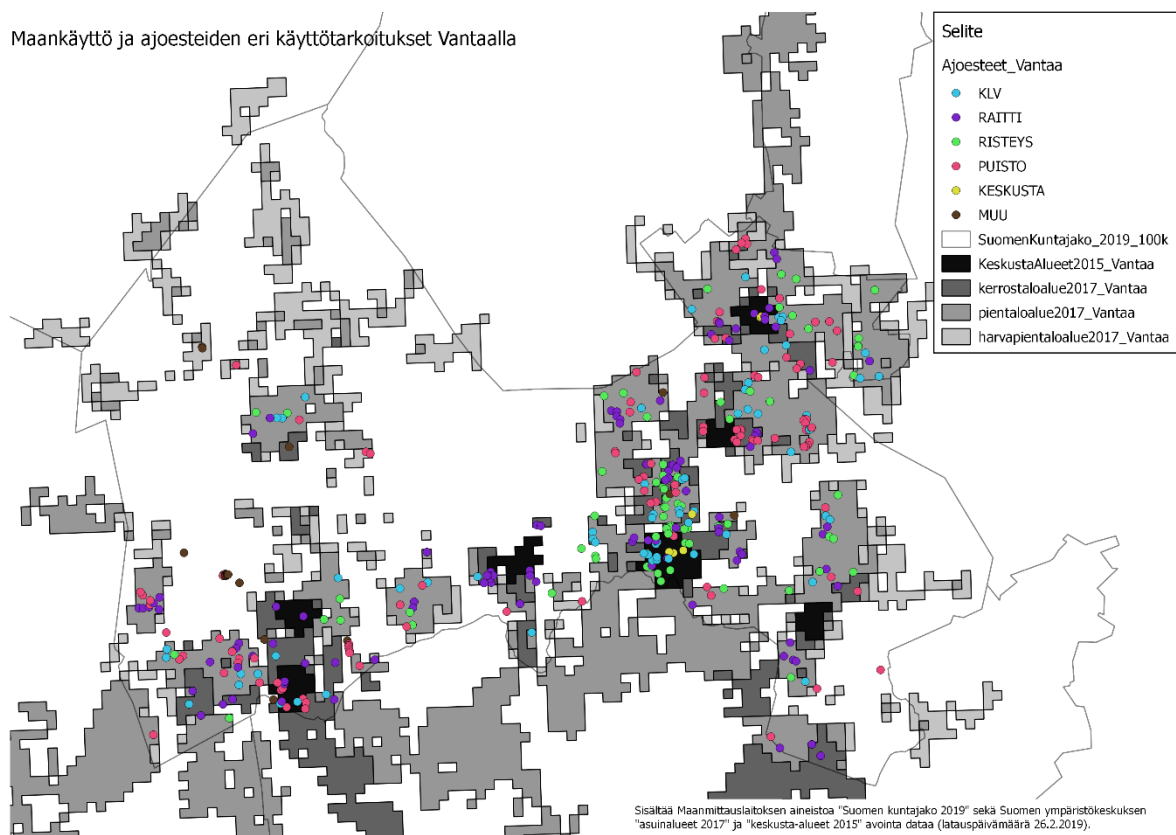 Maankäyttö ja ajoesteiden eri käyttötarkoitukset Vantaalla
Selite
Ajoesteet_Vantaa
KLV
RAITTI
RISTEYS
PUISTO
KESKUSTA
MUU
SuomenKuntajako_2019_100k
KeskustaAlueet2015_Vantaa
kerrostaloalue2017_Vantaa
pientaloalue2017_Vantaa
harvapientaloalue2017_Vantaa
Sisältää Maanmittauslaitoksen aineistoa "Suomen kuntajako 2019" sekä Suomen ympäristökeskuksen
"asuinalueet 2017" ja "keskusta-alueet 2015" avointa dataa (latauspäivämäärä 26.2.2019).